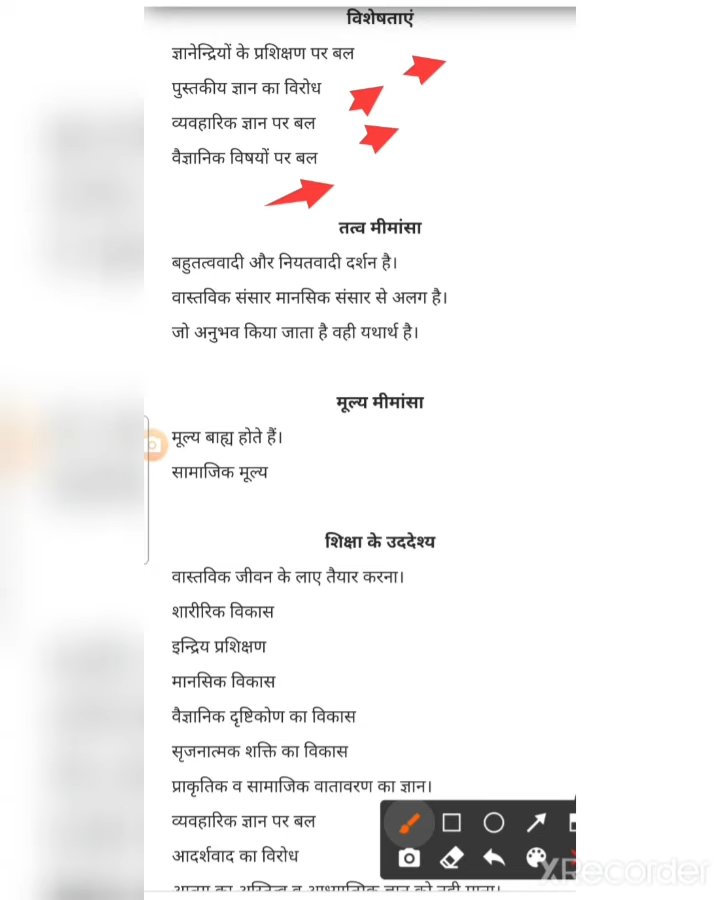 विशेषताएं
ज्ञानेन्द्रियों के प्रशिक्षण पर बल
पुस्तकीय ज्ञान का विरोध
व्यवहारिक ज्ञान पर बल
वैज्ञानिक विषयों पर बल
तत्व मीमांसा
बहुतत्ववादी और नियतवादी दर्शन है।
वास्तविक संसार मानसिक संसार से अलग है।
जो अनुभव किया जाता है वही यथार्थ है।
मूल्य मीमांसा
मूल्य बाह्य होते हैं।
सामाजिक मूल्य
शिक्षा के उददेश्य
वास्तविक जीवन के लाए तैयार करना।
शारीरिक विकास
इन्द्रिय प्रशिक्षण
मानसिक विकास
वैज्ञानिक दृष्टिकोण का विकास
सृजनात्मक शक्ति का विकास
प्राकृतिक व सामाजिक वातावरण का ज्ञान।
व्यवहारिक ज्ञान पर बल
आदर्शवाद का विरोध
XRecorder